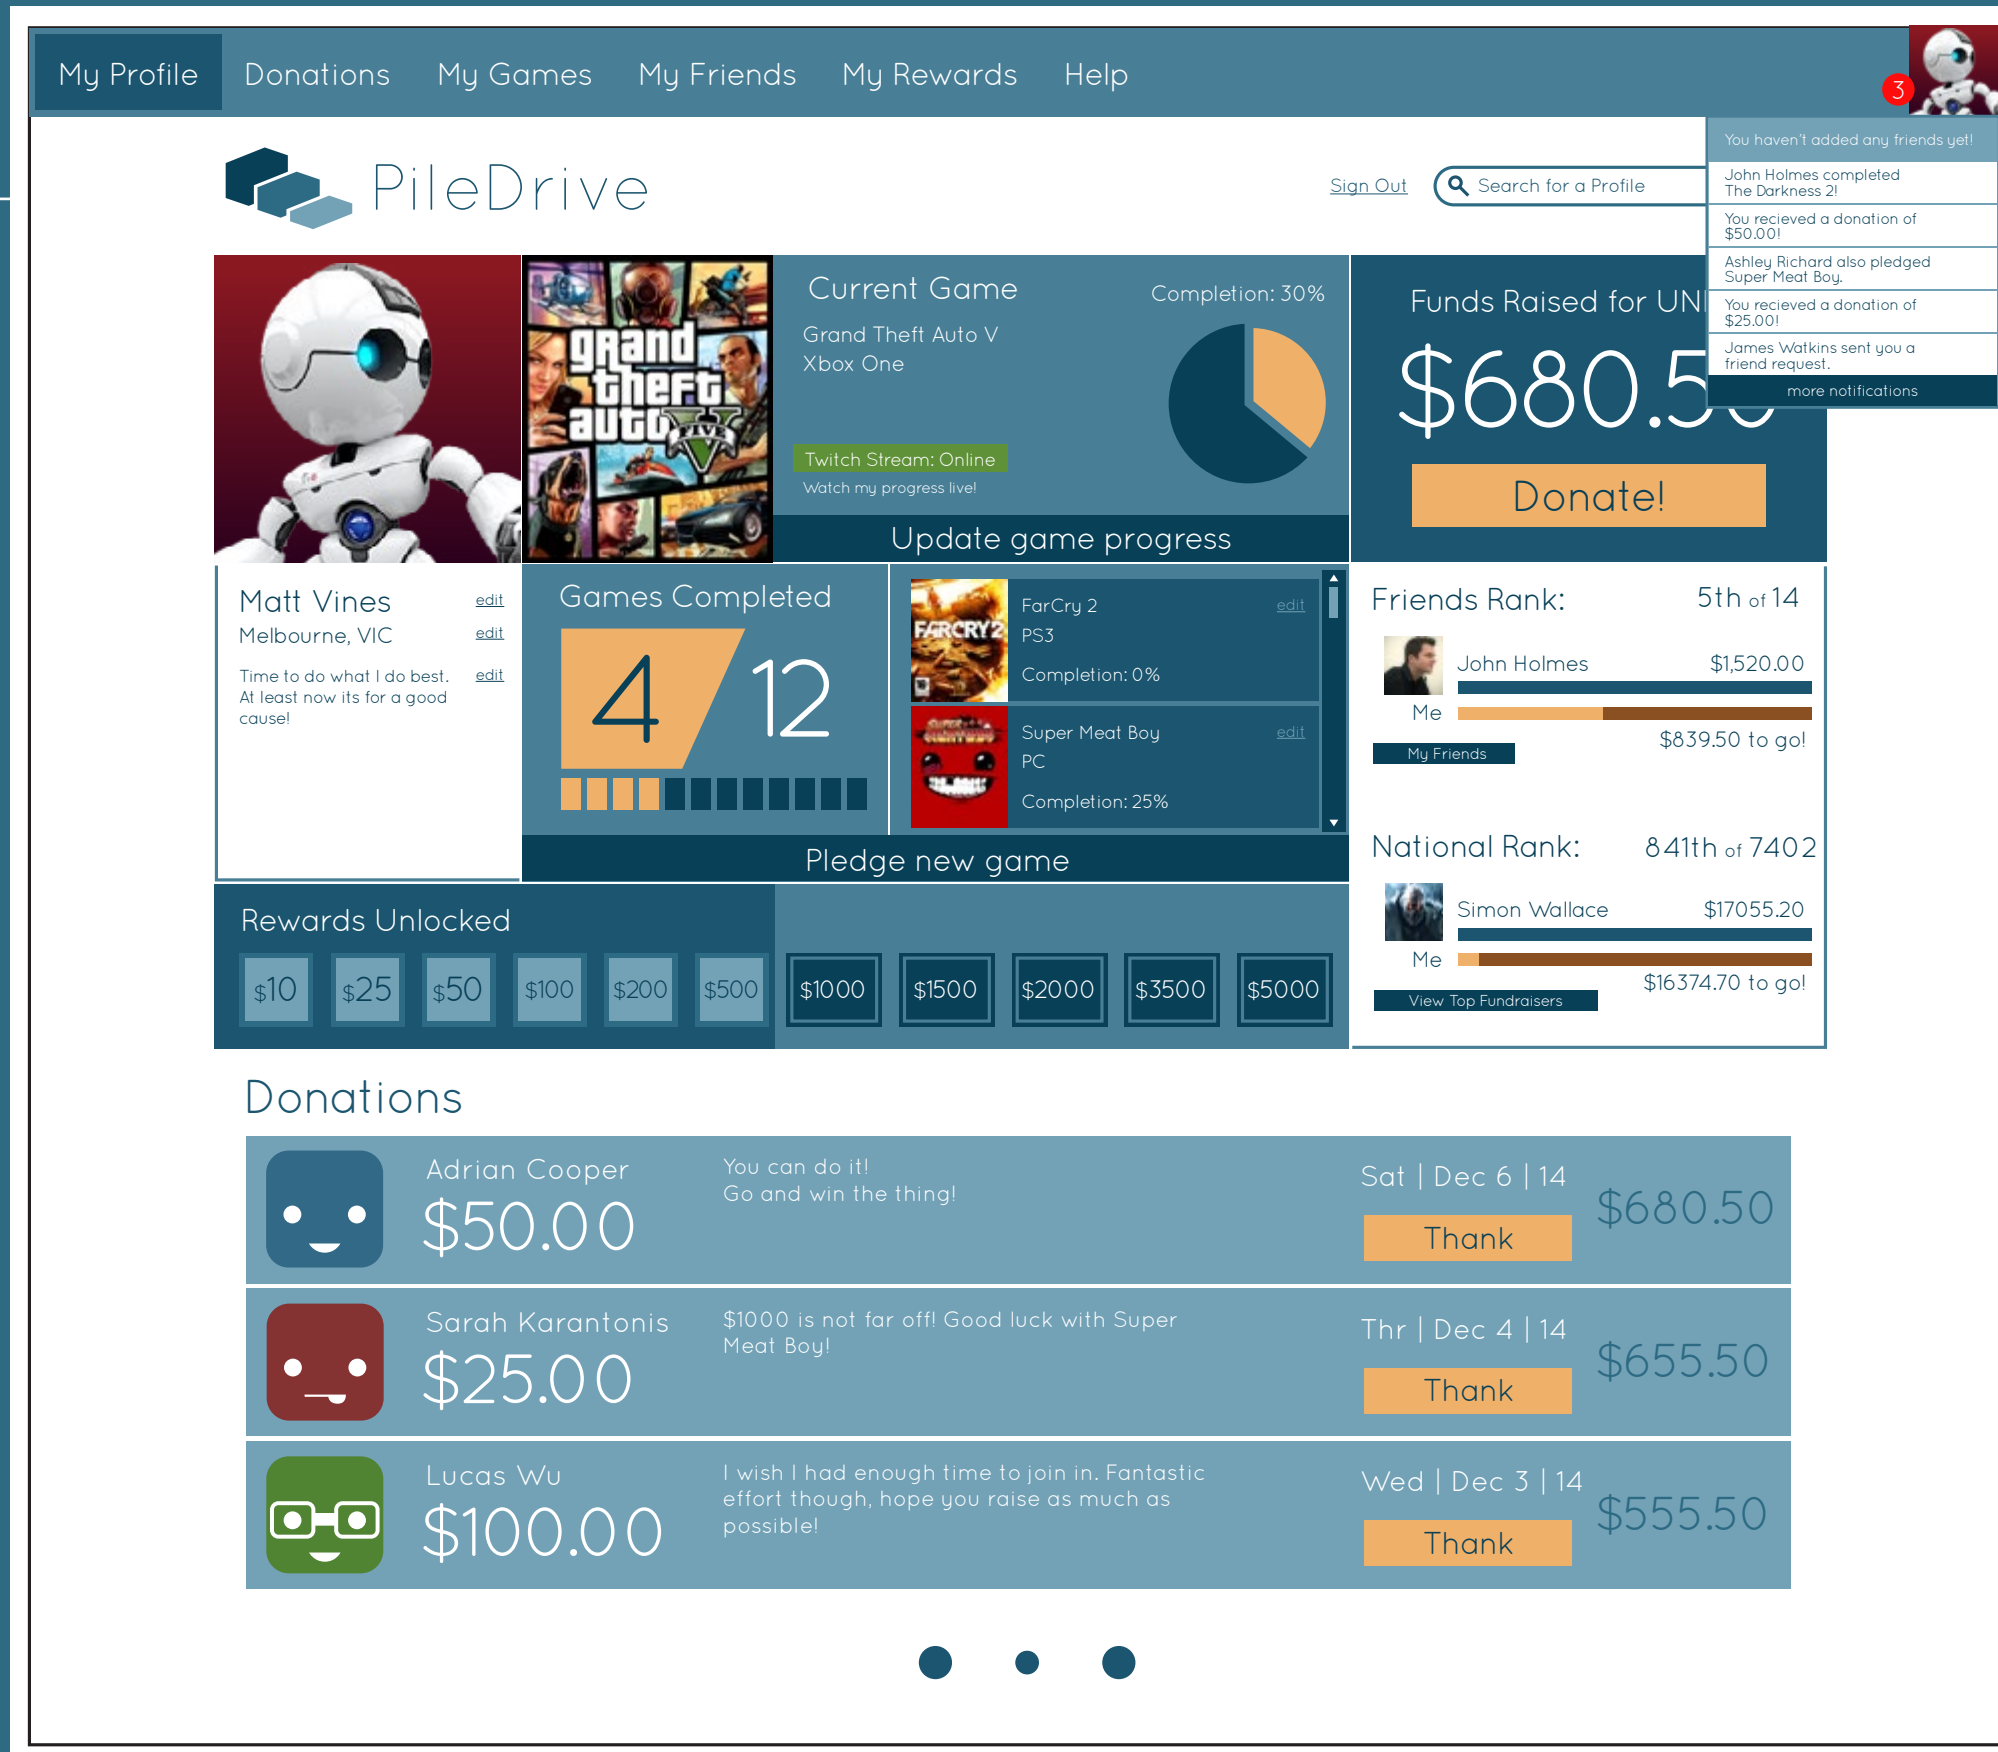 My Profile
Donations
My Games
My Friends
My Rewards
Help
3
You haven't added any friends yet!
John Holmes completed
The Darkness 2!
You recieved a donation of
$50.00!
Ashley Richard also pledged
Super Meat Boy.
You recieved a donation of
$25.00!
James Watkins sent you a
friend request.
more notifications
PileDrive
Sign Out
Search for a Profile
grand
theft
auto
FIVE
V
Current Game
Grand Theft Auto V
Xbox One
Completion: 30%
Twitch Stream: Online
Watch my progress live!
Update game progress
Funds Raised for
$680.50
Donate!
Matt Vines
edit
Melbourne, VIC
edit
Time to do what I do best.
edit
At least now its for a good
cause!
Games Completed
4
12
FARCRY 2
FarCry 2
edit
PS3
Completion: 0%
Super Meat Boy
edit
PC
Completion: 25%
Pledge new game
Friends Rank:
5th of 14
John Holmes
$1,520.00
Me
$839.50 to go!
My Friends
National Rank:
841th of 7402
Simon Wallace
$17055.20
Me
$16374.70 to go!
View Top Fundraisers
Rewards Unlocked
$10
$25
$50
$100
$200
$500
$1000
$1500
$2000
$3500
$5000
Donations
Adrian Cooper
$50.00
You can do it!
Go and win the thing!
Sat | Dec 6 | 14
Thank
$680.50
Sarah Karantonis
$25.00
$1000 is not far off! Good luck with Super
Meat Boy!
Thr | Dec 4 | 14
Thank
$655.50
Lucas Wu
$100.00
I wish I had enough time to join in. Fantastic
effort though, hope you raise as much as
possible!
Wed | Dec 3 | 14
Thank
$555.50